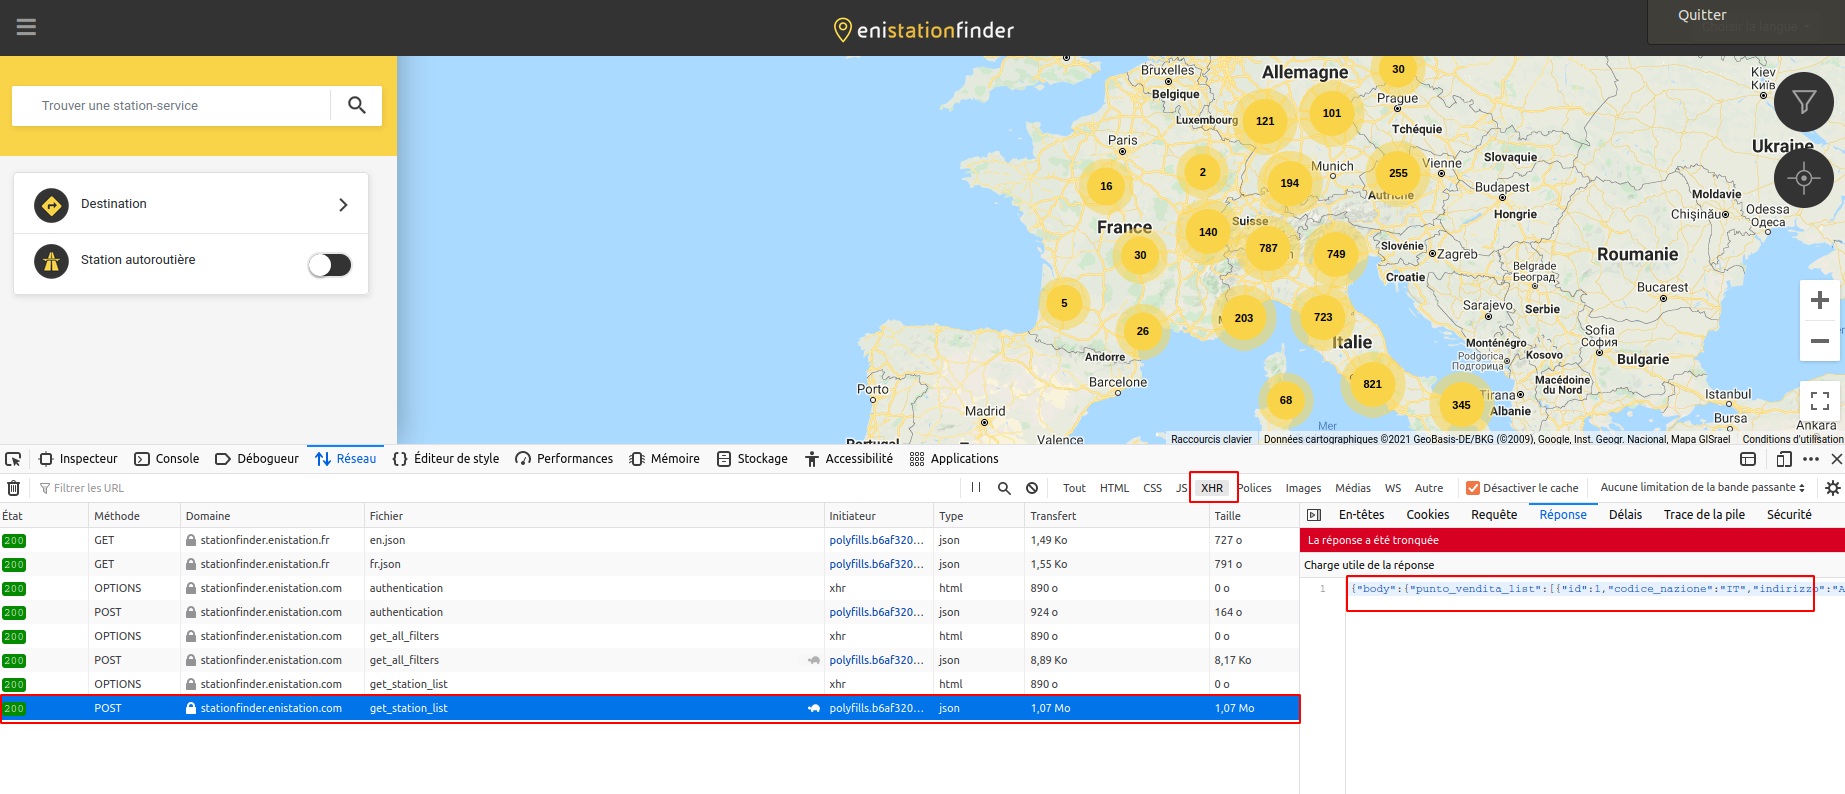 Quitter
enistationfinder
Trouver une station-service
Destination
Station autoroutière
Bruxelles
Belgique
Allemagne
30
Prague
Kiev
Київ
Luxembourg
121
101
Tchéquie
Paris
Ukraine
16
2
194
Munich
255
Vienne
Slovaquie
Autriche
Budapest
Hongrie
Moldavie
Chișinău
Odessa
Одеса
France
140
Suisse
787
749
Slovénie
Zagreb
Croatie
30
Roumanie
Belgrade
Београд
Bucarest
5
26
203
723
Sarajevo
Serbie
Italie
Monténégro
Sofia
София
Podgorica
Подгорица
Kosovo
Bulgarie
Andorre
Porto
Barcelone
68
821
345
Macédoine
du Nord
Tirana
Albanie
Istanbul
Bursa
Ankara
Madrid
Mer
Portugal
Valence
Raccourcis clavier
Données cartographiques ©2021 GeoBasis-DE/BKG (©2009), Google, Inst. Geogr. Nacional, Mapa GISrael
Conditions d'utilisation
Inspecteur Console Débogueur Réseau Éditeur de style Performances Mémoire Stockage Accessibilité Applications
Filtrer les URL
Tout HTML CSS JS XHR Polices Images Médias WS Autre Désactiver le cache Aucune limitation de la bande passante
État Méthode Domaine Fichier Initiateur Type Transfert Taille
En-têtes Cookies Requête Réponse Délais Trace de la pile Sécurité
200 GET stationfinder.enistation.fr en.json polyfills.b6af320... json 1,49 Ko 727 o
200 GET stationfinder.enistation.fr fr.json polyfills.b6af320... json 1,55 Ko 791 o
200 OPTIONS stationfinder.enistation.com authentication xhr html 890 o 0 o
200 POST stationfinder.enistation.com authentication polyfills.b6af320... json 924 o 164 o
200 OPTIONS stationfinder.enistation.com get_all_filters xhr html 890 o 0 o
200 POST stationfinder.enistation.com get_all_filters polyfills.b6af320... json 8,89 Ko 8,17 Ko
200 OPTIONS stationfinder.enistation.com get_station_list xhr html 890 o 0 o
200 POST stationfinder.enistation.com get_station_list polyfills.b6af320... json 1,07 Mo 1,07 Mo
La réponse a été tronquée
Charge utile de la réponse
1 {"body":{"punto_vendita_list":[{"id":1,"codice_nazione":"IT","indirizzo":"A